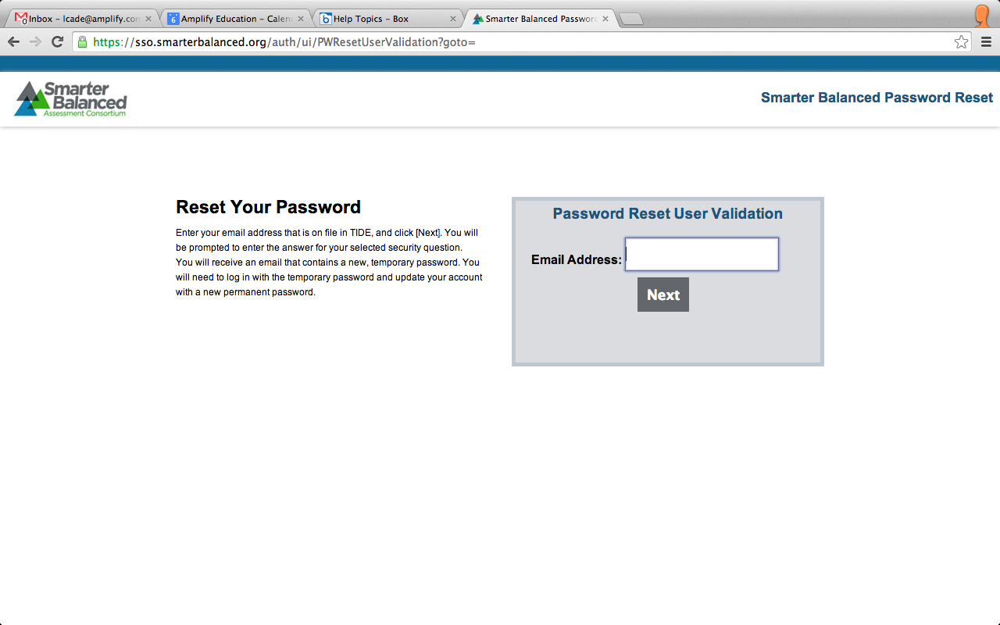 Inbox – lcade@amplify.con
Amplify Education – Calend
Help Topics – Box
Smarter Balanced Password
https://sso.smarterbalanced.org/auth/ui/PWResetUserValidation?goto=
Smarter
Balanced
Assessment Consortium
Smarter Balanced Password Reset
Reset Your Password
Enter your email address that is on file in TIDE, and click [Next]. You will
be prompted to enter the answer for your selected security question.
You will receive an email that contains a new, temporary password. You
will need to log in with the temporary password and update your account
with a new permanent password.
Password Reset User Validation
Email Address:
Next